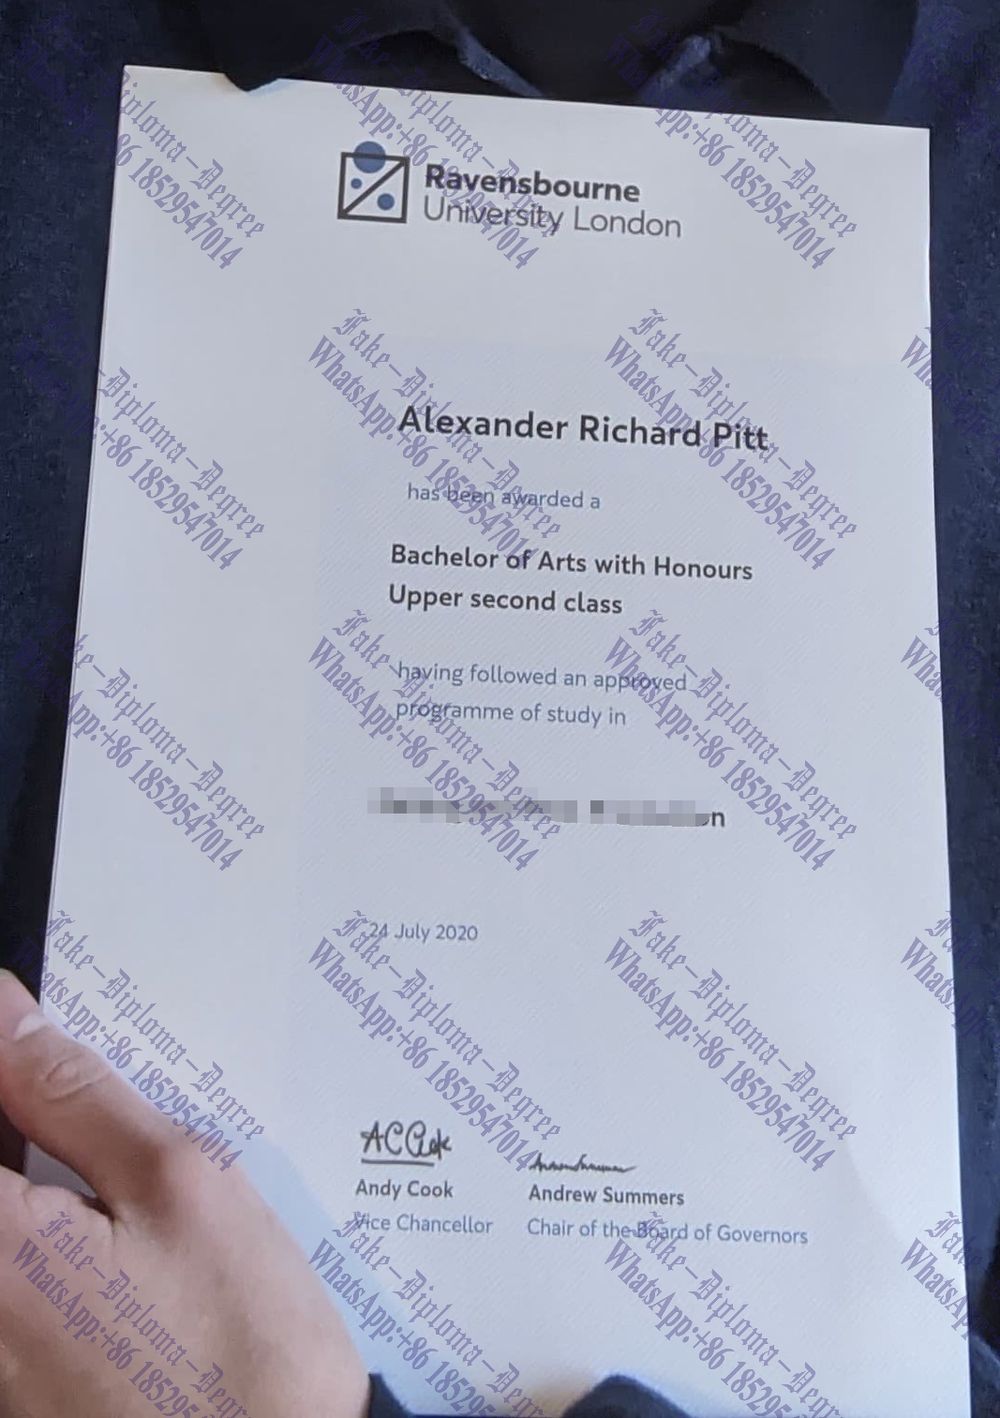 Ravensbourne
University London
Alexander Richard Pitt
has been awarded a
Bachelor of Arts with Honours
Upper second class
having followed an approved
programme of study in
24 July 2020
Andy Cook
Vice Chancellor
Andrew Summers
Chair of the Board of Governors
Fake-Diploma-Degree
WhatsApp:+86 18529547014